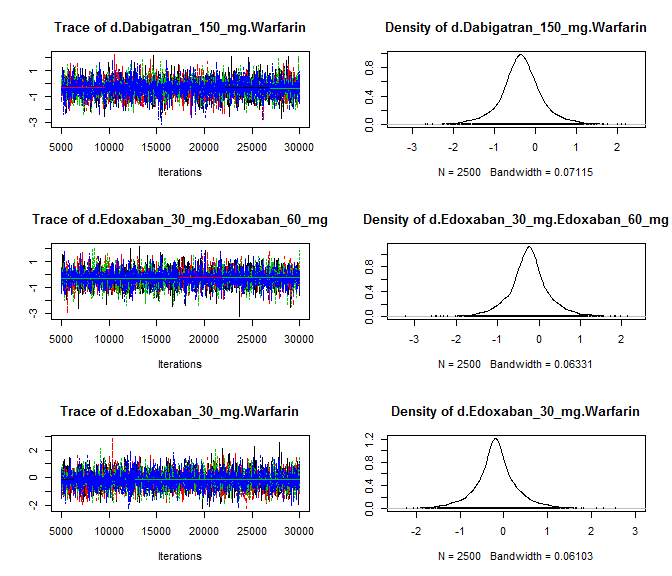 Trace of d.Dabigatran_150_mg.Warfarin
1
-1
-3
5000 10000 15000 20000 25000 30000
Iterations
Density of d.Dabigatran_150_mg.Warfarin
0.8
0.4
0.0
-3 -2 -1 0 1 2
N = 2500 Bandwidth = 0.07115
Trace of d.Edoxaban_30_mg.Edoxaban_60_mg
1
-1
-3
5000 10000 15000 20000 25000 30000
Iterations
Density of d.Edoxaban_30_mg.Edoxaban_60_mg
0.8
0.4
0.0
-3 -2 -1 0 1 2
N = 2500 Bandwidth = 0.06331
Trace of d.Edoxaban_30_mg.Warfarin
2
0
-2
5000 10000 15000 20000 25000 30000
Iterations
Density of d.Edoxaban_30_mg.Warfarin
1.2
0.8
0.4
0.0
-2 -1 0 1 2 3
N = 2500 Bandwidth = 0.06103